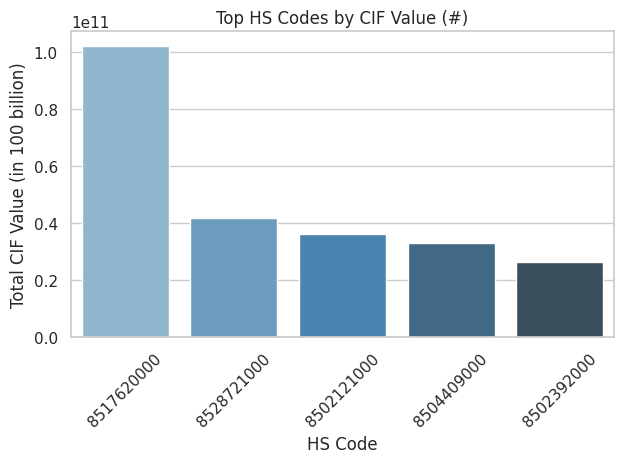 Top HS Codes by CIF Value (#)
1e11
Total CIF Value (in 100 billion)
1.0
0.8
0.6
0.4
0.2
0.0
8517620000
8528721000
8502121000
8504409000
8502392000
HS Code